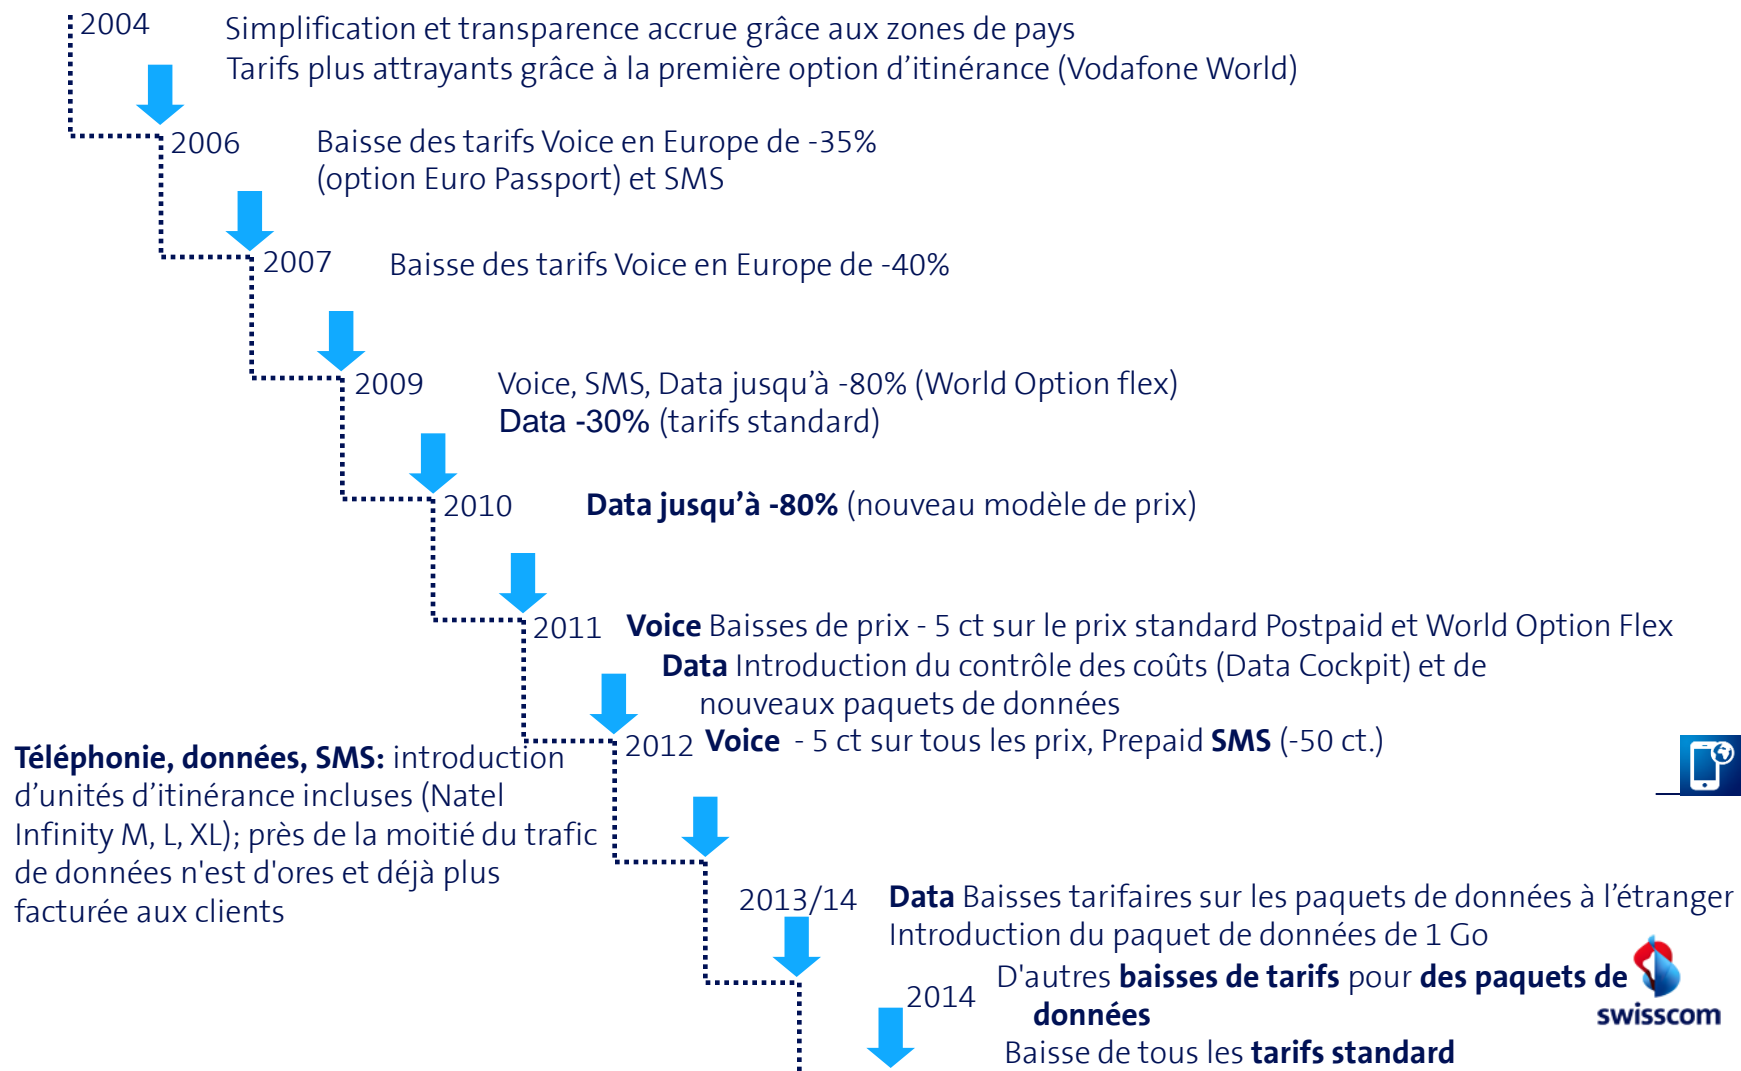 2004 Simplification et transparence accrue grâce aux zones de pays
Tarifs plus attrayants grâce à la première option d’itinérance (Vodafone World)
2006 Baisse des tarifs Voice en Europe de -35%
(option Euro Passport) et SMS
2007 Baisse des tarifs Voice en Europe de -40%
2009 Voice, SMS, Data jusqu’à -80% (World Option flex)
Data -30% (tarifs standard)
2010 Data jusqu’à -80% (nouveau modèle de prix)
2011 Voice Baisses de prix - 5 ct sur le prix standard Postpaid et World Option Flex
Data Introduction du contrôle des coûts (Data Cockpit) et de
nouveaux paquets de données
2012 Voice - 5 ct sur tous les prix, Prepaid SMS (-50 ct.)
Téléphonie, données, SMS: introduction
d’unités d’itinérance incluses (Natel
Infinity M, L, XL); près de la moitié du trafic
de données n'est d'ores et déjà plus
facturée aux clients
2013/14 Data Baisses tarifaires sur les paquets de données à l’étranger
Introduction du paquet de données de 1 Go
2014 D'autres baisses de tarifs pour des paquets de
données
Baisse de tous les tarifs standard
swisscom